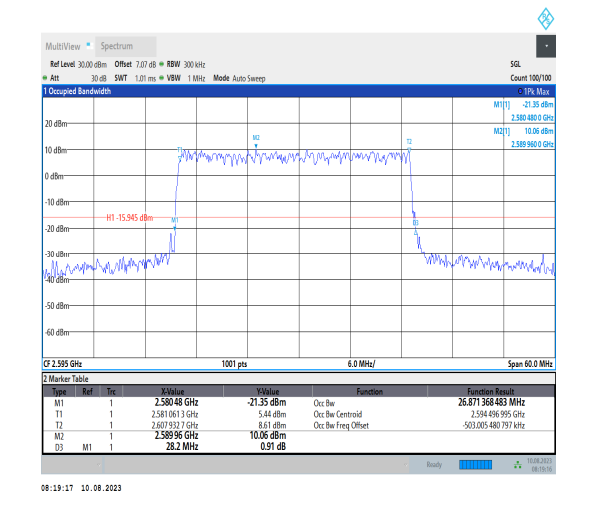 MultiView Spectrum
Ref Level 30.00 dBm Offset 7.07 dB RBW 300 kHz SGL
Att 30 dB SWT 1.01 ms VBW 1 MHz Mode Auto Sweep Count 100/100
1 Occupied Bandwidth 1Pk Max
M1[1] -21.35 dBm
2.580 480 0 GHz
M2[1] 10.06 dBm
2.589 960 0 GHz
20 dBm
M2
T2
10 dBm
T1
0 dBm
-10 dBm
H1 -15.945 dBm
M1
D3
-20 dBm
-30 dBm
-40 dBm
-50 dBm
-60 dBm
CF 2.595 GHz 1001 pts 6.0 MHz/ Span 60.0 MHz
2 Marker Table
Type Ref Trc X-Value Y-Value Function Function Result
M1 1 2.580 48 GHz -21.35 dBm Occ Bw 26.871 368 483 MHz
T1 1 2.581 061 3 GHz 5.44 dBm Occ Bw Centroid 2.594 496 995 GHz
T2 1 2.607 932 7 GHz 8.61 dBm Occ Bw Freq Offset -503.005 480 797 kHz
M2 1 2.589 96 GHz 10.06 dBm
D3 M1 1 28.2 MHz 0.91 dB
Ready 10.08.2023
08:19:16
08:19:17 10.08.2023